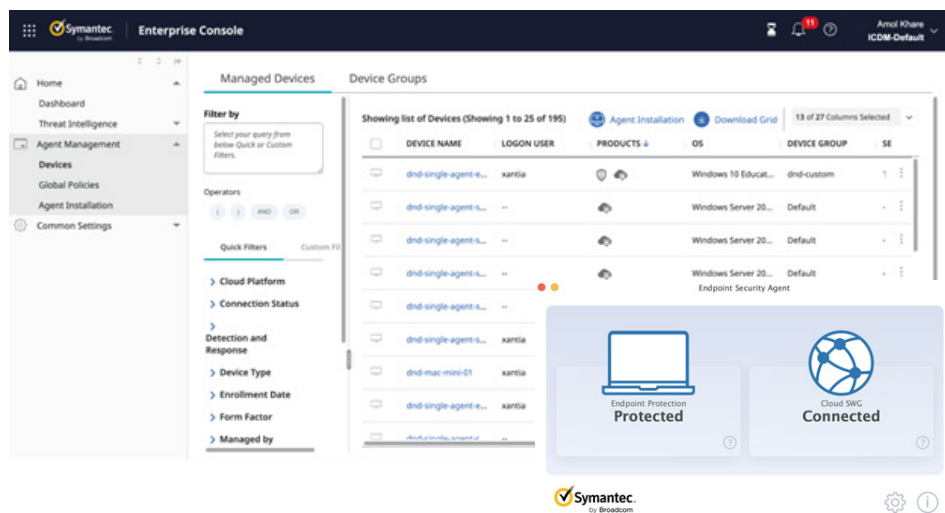 Symantec.
by Broadcom
Enterprise Console
11
Amol Khare
ICDM-Default
Home
Dashboard
Threat Intelligence
Agent Management
Devices
Global Policies
Agent Installation
Common Settings
Managed Devices
Device Groups
Filter by
Select your query from
below Quick or Custom
Filters.
Operators
( ) AND OR
Quick Filters Custom Fil
Cloud Platform
Connection Status
Detection and
Response
Device Type
Enrollment Date
Form Factor
Managed by
Showing list of Devices (Showing 1 to 25 of 195)
Agent Installation
Download Grid
13 of 27 Columns Selected
DEVICE NAME LOGON USER PRODUCTS OS DEVICE GROUP SE
dnd-single-agent-e... xantia Windows 10 Educat... dnd-custom 1
dnd-single-agent-s... -- Windows Server 20... Default -
dnd-single-agent-s... -- Windows Server 20... Default -
dnd-single-agent-s... -- Windows Server 20... Default -
dnd-single-agent-s... --
dnd-single-agent-s... xantia
dnd-mac-mini-01 xantia
dnd-single-agent-e... xantia
Endpoint Security Agent
Endpoint Protection
Protected
Cloud SWG
Connected
Symantec.
by Broadcom